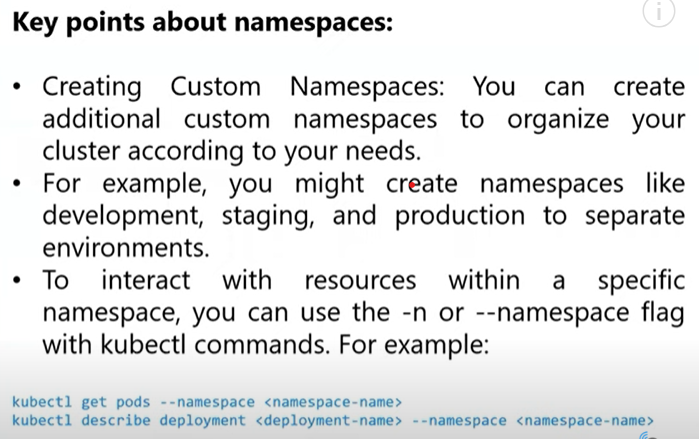 Key points about namespaces:
• Creating Custom Namespaces: You can create
additional custom namespaces to organize your
cluster according to your needs.
• For example, you might create namespaces like
development, staging, and production to separate
environments.
• To interact with resources within a specific
namespace, you can use the -n or --namespace flag
with kubectl commands. For example:
kubectl get pods --namespace <namespace-name>
kubectl describe deployment <deployment-name> --namespace <namespace-name>